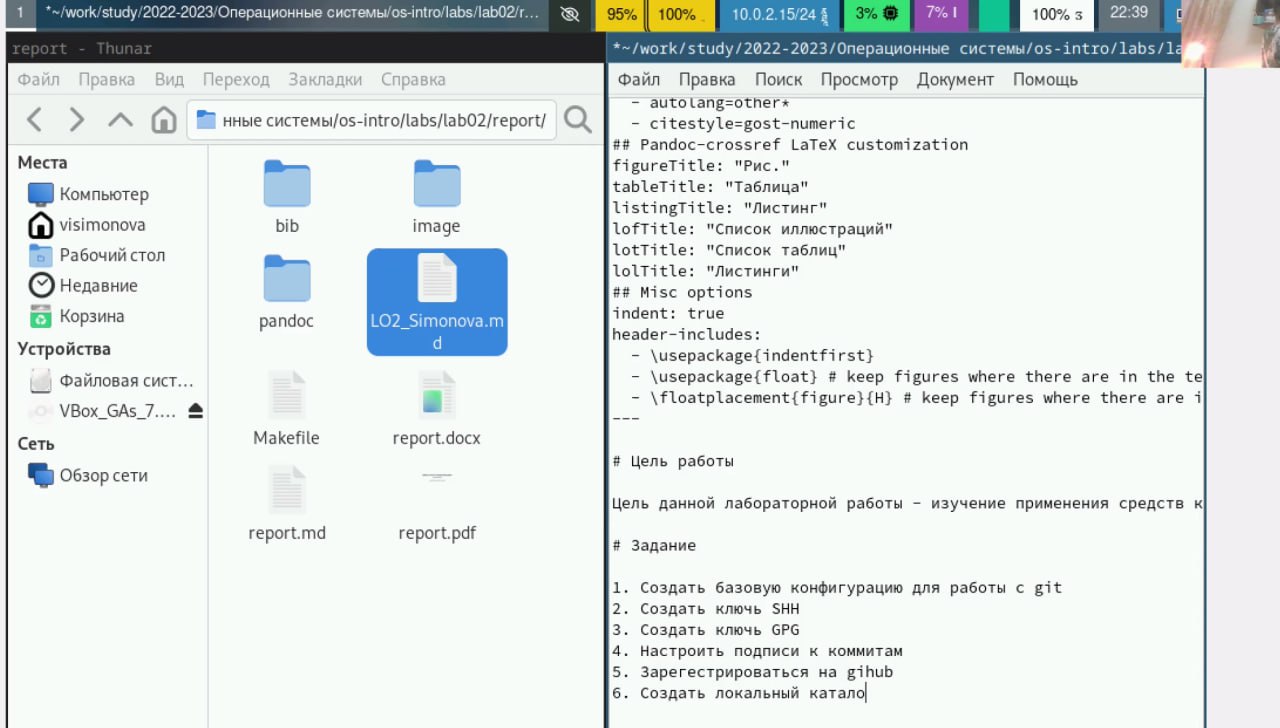 1 *~/work/study/2022-2023/Операционные системы/os-intro/labs/lab02/r... 95% 100% 10.0.2.15/24 3% 7% 100% 22:39
report - Thunar
Файл Правка Вид Переход Закладки Справка
нные системы/os-intro/labs/lab02/report/
Места
Компьютер
visimonova
Рабочий стол
Недавние
Корзина
Устройства
Файловая сист...
VBox_GAs_7....
Сеть
Обзор сети
bib
image
pandoc
LO2_Simonova.m
d
Makefile
report.docx
report.md
report.pdf
*~/work/study/2022-2023/Операционные системы/os-intro/labs/la
Файл Правка Поиск Просмотр Документ Помощь
- autolang=other*
- citestyle=gost-numeric
## Pandoc-crossref LaTeX customization
figureTitle: "Рис."
tableTitle: "Таблица"
listingTitle: "Листинг"
lofTitle: "Список иллюстраций"
lotTitle: "Список таблиц"
lolTitle: "Листинги"
## Misc options
indent: true
header-includes:
- \usepackage{indentfirst}
- \usepackage{float} # keep figures where there are in the te
- \floatplacement{figure}{H} # keep figures where there are i
---
# Цель работы
Цель данной лабораторной работы - изучение применения средств к
# Задание
1. Создать базовую конфигурацию для работы с git
2. Создать ключь SHH
3. Создать ключь GPG
4. Настроить подписи к коммитам
5. Зарегестрироваться на gihub
6. Создать локальный катало